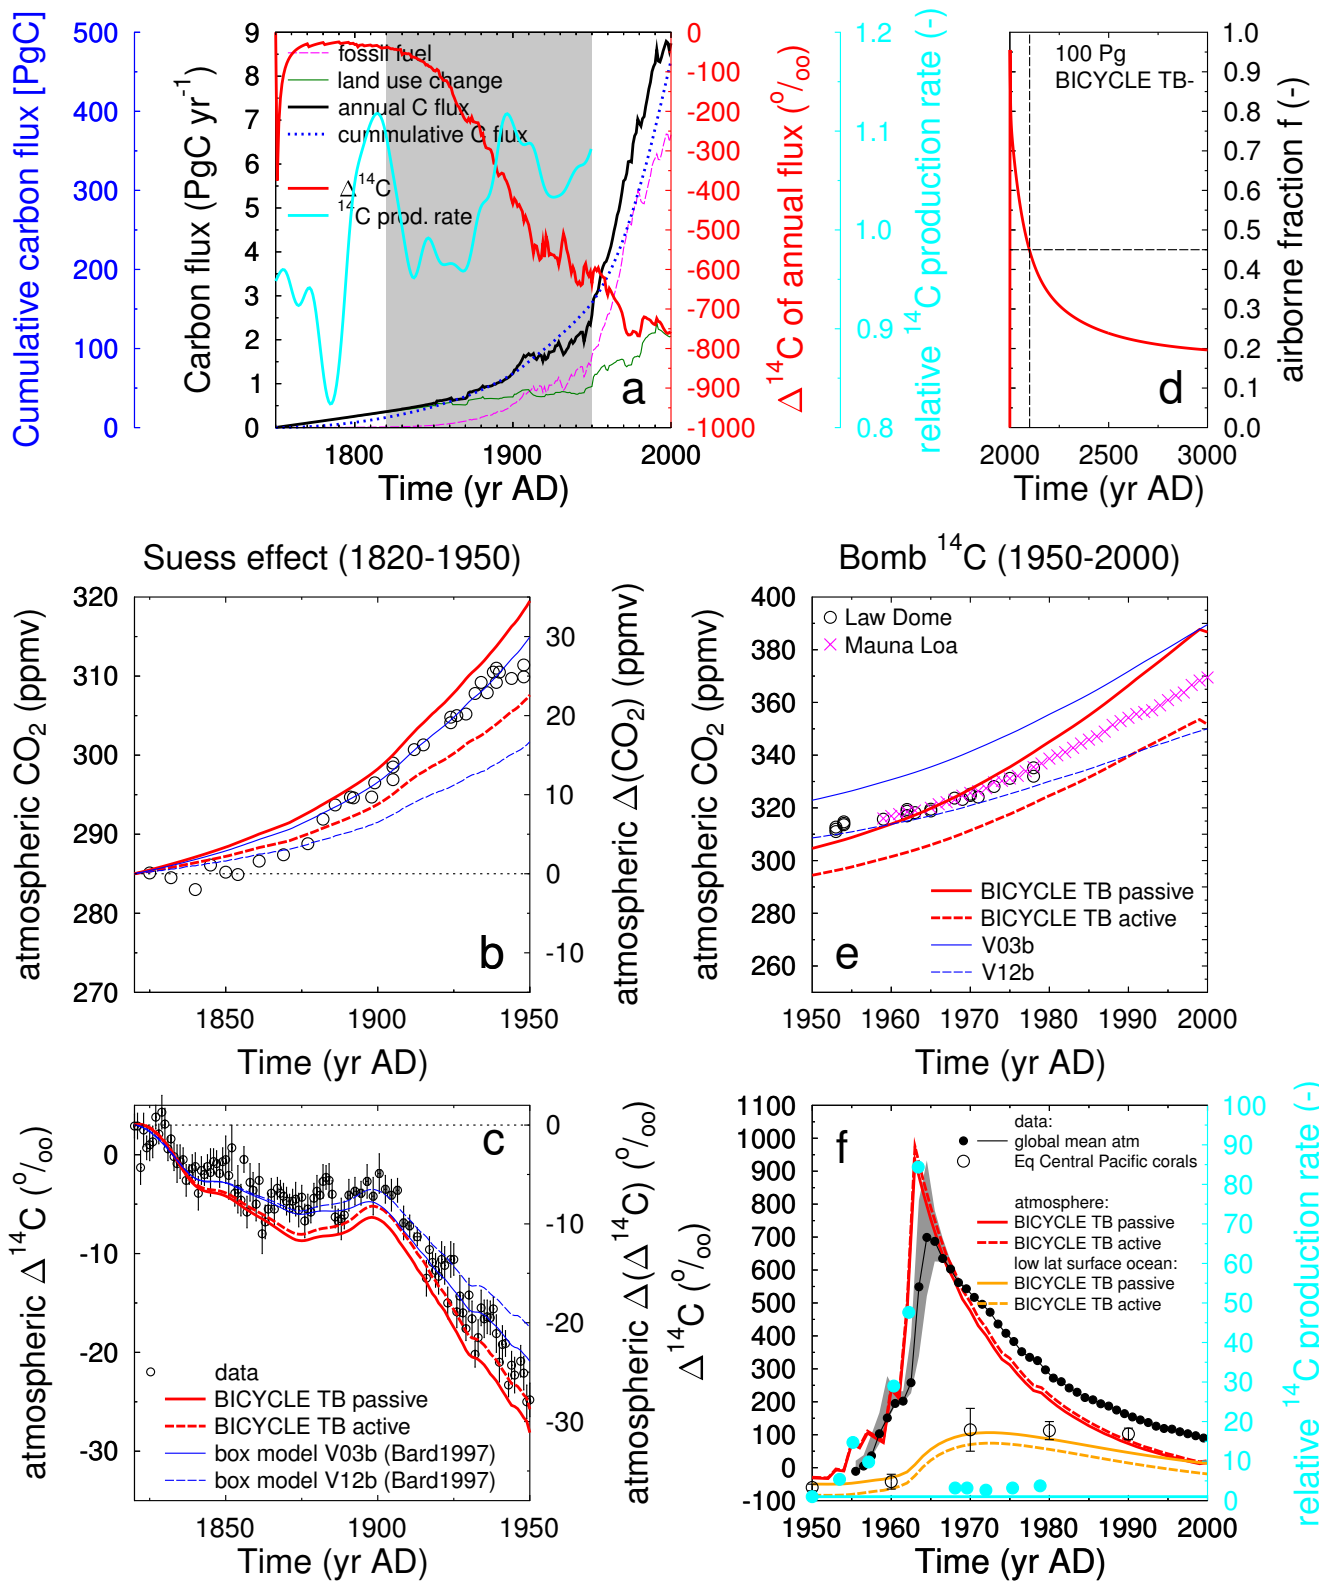 Cumulative carbon flux [PgC]
500
400
300
200
100
0
Carbon flux (PgC yr-1)
9
8
7
6
5
4
3
2
1
0
fossil fuel
land use change
annual C flux
cummulative C flux
Δ14C
14C prod. rate
a
1800
1900
2000
Time (yr AD)
0
-100
-200
-300
-400
-500
-600
-700
-800
-900
-1000
Δ14C of annual flux (o/oo)
1.2
1.1
1.0
0.9
0.8
relative 14C production rate (-)
100 Pg
BICYCLE TB-
d
2000
2500
3000
Time (yr AD)
1.0
0.9
0.8
0.7
0.6
0.5
0.4
0.3
0.2
0.1
0.0
airborne fraction f (-)
Suess effect (1820-1950)
atmospheric CO2 (ppmv)
320
310
300
290
280
270
b
1850
1900
1950
Time (yr AD)
30
20
10
0
-10
atmospheric Δ(CO2) (ppmv)
Bomb 14C (1950-2000)
atmospheric CO2 (ppmv)
400
380
360
340
320
300
280
260
Law Dome
Mauna Loa
BICYCLE TB passive
BICYCLE TB active
V03b
V12b
e
1950
1960
1970
1980
1990
2000
Time (yr AD)
atmospheric Δ14C (o/oo)
0
-10
-20
-30
c
data
BICYCLE TB passive
BICYCLE TB active
box model V03b (Bard1997)
box model V12b (Bard1997)
1850
1900
1950
Time (yr AD)
0
-10
-20
-30
atmospheric Δ(Δ14C) (o/oo)
Δ14C (o/oo)
1100
1000
900
800
700
600
500
400
300
200
100
0
-100
f
data:
global mean atm
Eq Central Pacific corals
atmosphere:
BICYCLE TB passive
BICYCLE TB active
low lat surface ocean:
BICYCLE TB passive
BICYCLE TB active
1950
1960
1970
1980
1990
2000
Time (yr AD)
100
90
80
70
60
50
40
30
20
10
0
relative 14C production rate (-)